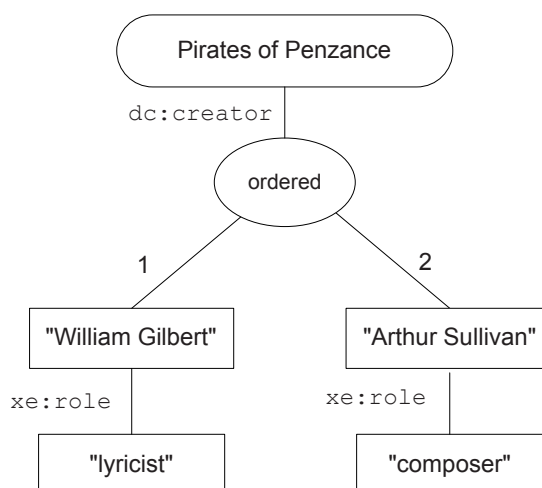 Pirates of Penzance
dc:creator
ordered
1
2
"William Gilbert"
"Arthur Sullivan"
xe:role
xe:role
"lyricist"
"composer"